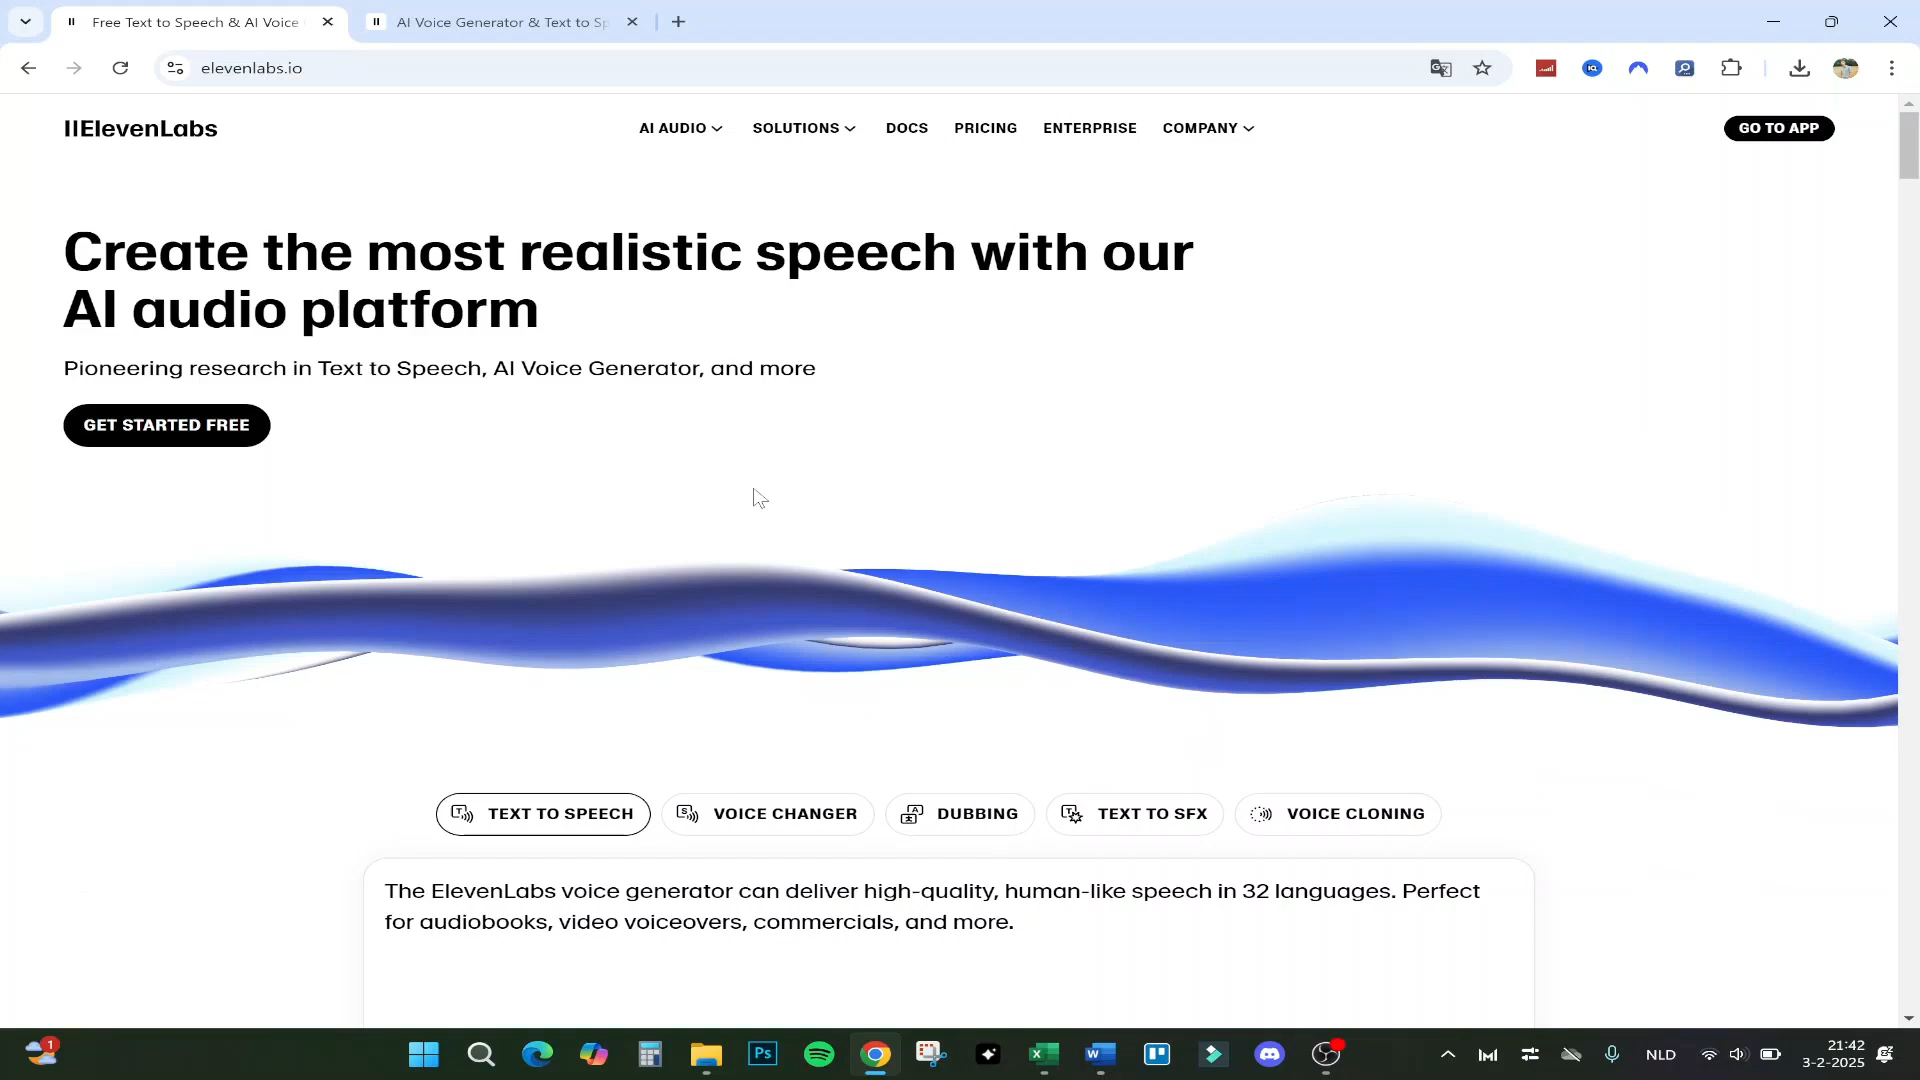 Free Text to Speech & AI Voice
AI Voice Generator & Text to Sp
elevenlabs.io
IIElevenLabs
AI AUDIO
SOLUTIONS
DOCS
PRICING
ENTERPRISE
COMPANY
GO TO APP
Create the most realistic speech with our
AI audio platform
Pioneering research in Text to Speech, AI Voice Generator, and more
GET STARTED FREE
TEXT TO SPEECH
VOICE CHANGER
DUBBING
TEXT TO SFX
VOICE CLONING
The ElevenLabs voice generator can deliver high-quality, human-like speech in 32 languages. Perfect
for audiobooks, video voiceovers, commercials, and more.
1
Ps
NLD
21:42
3-2-2025